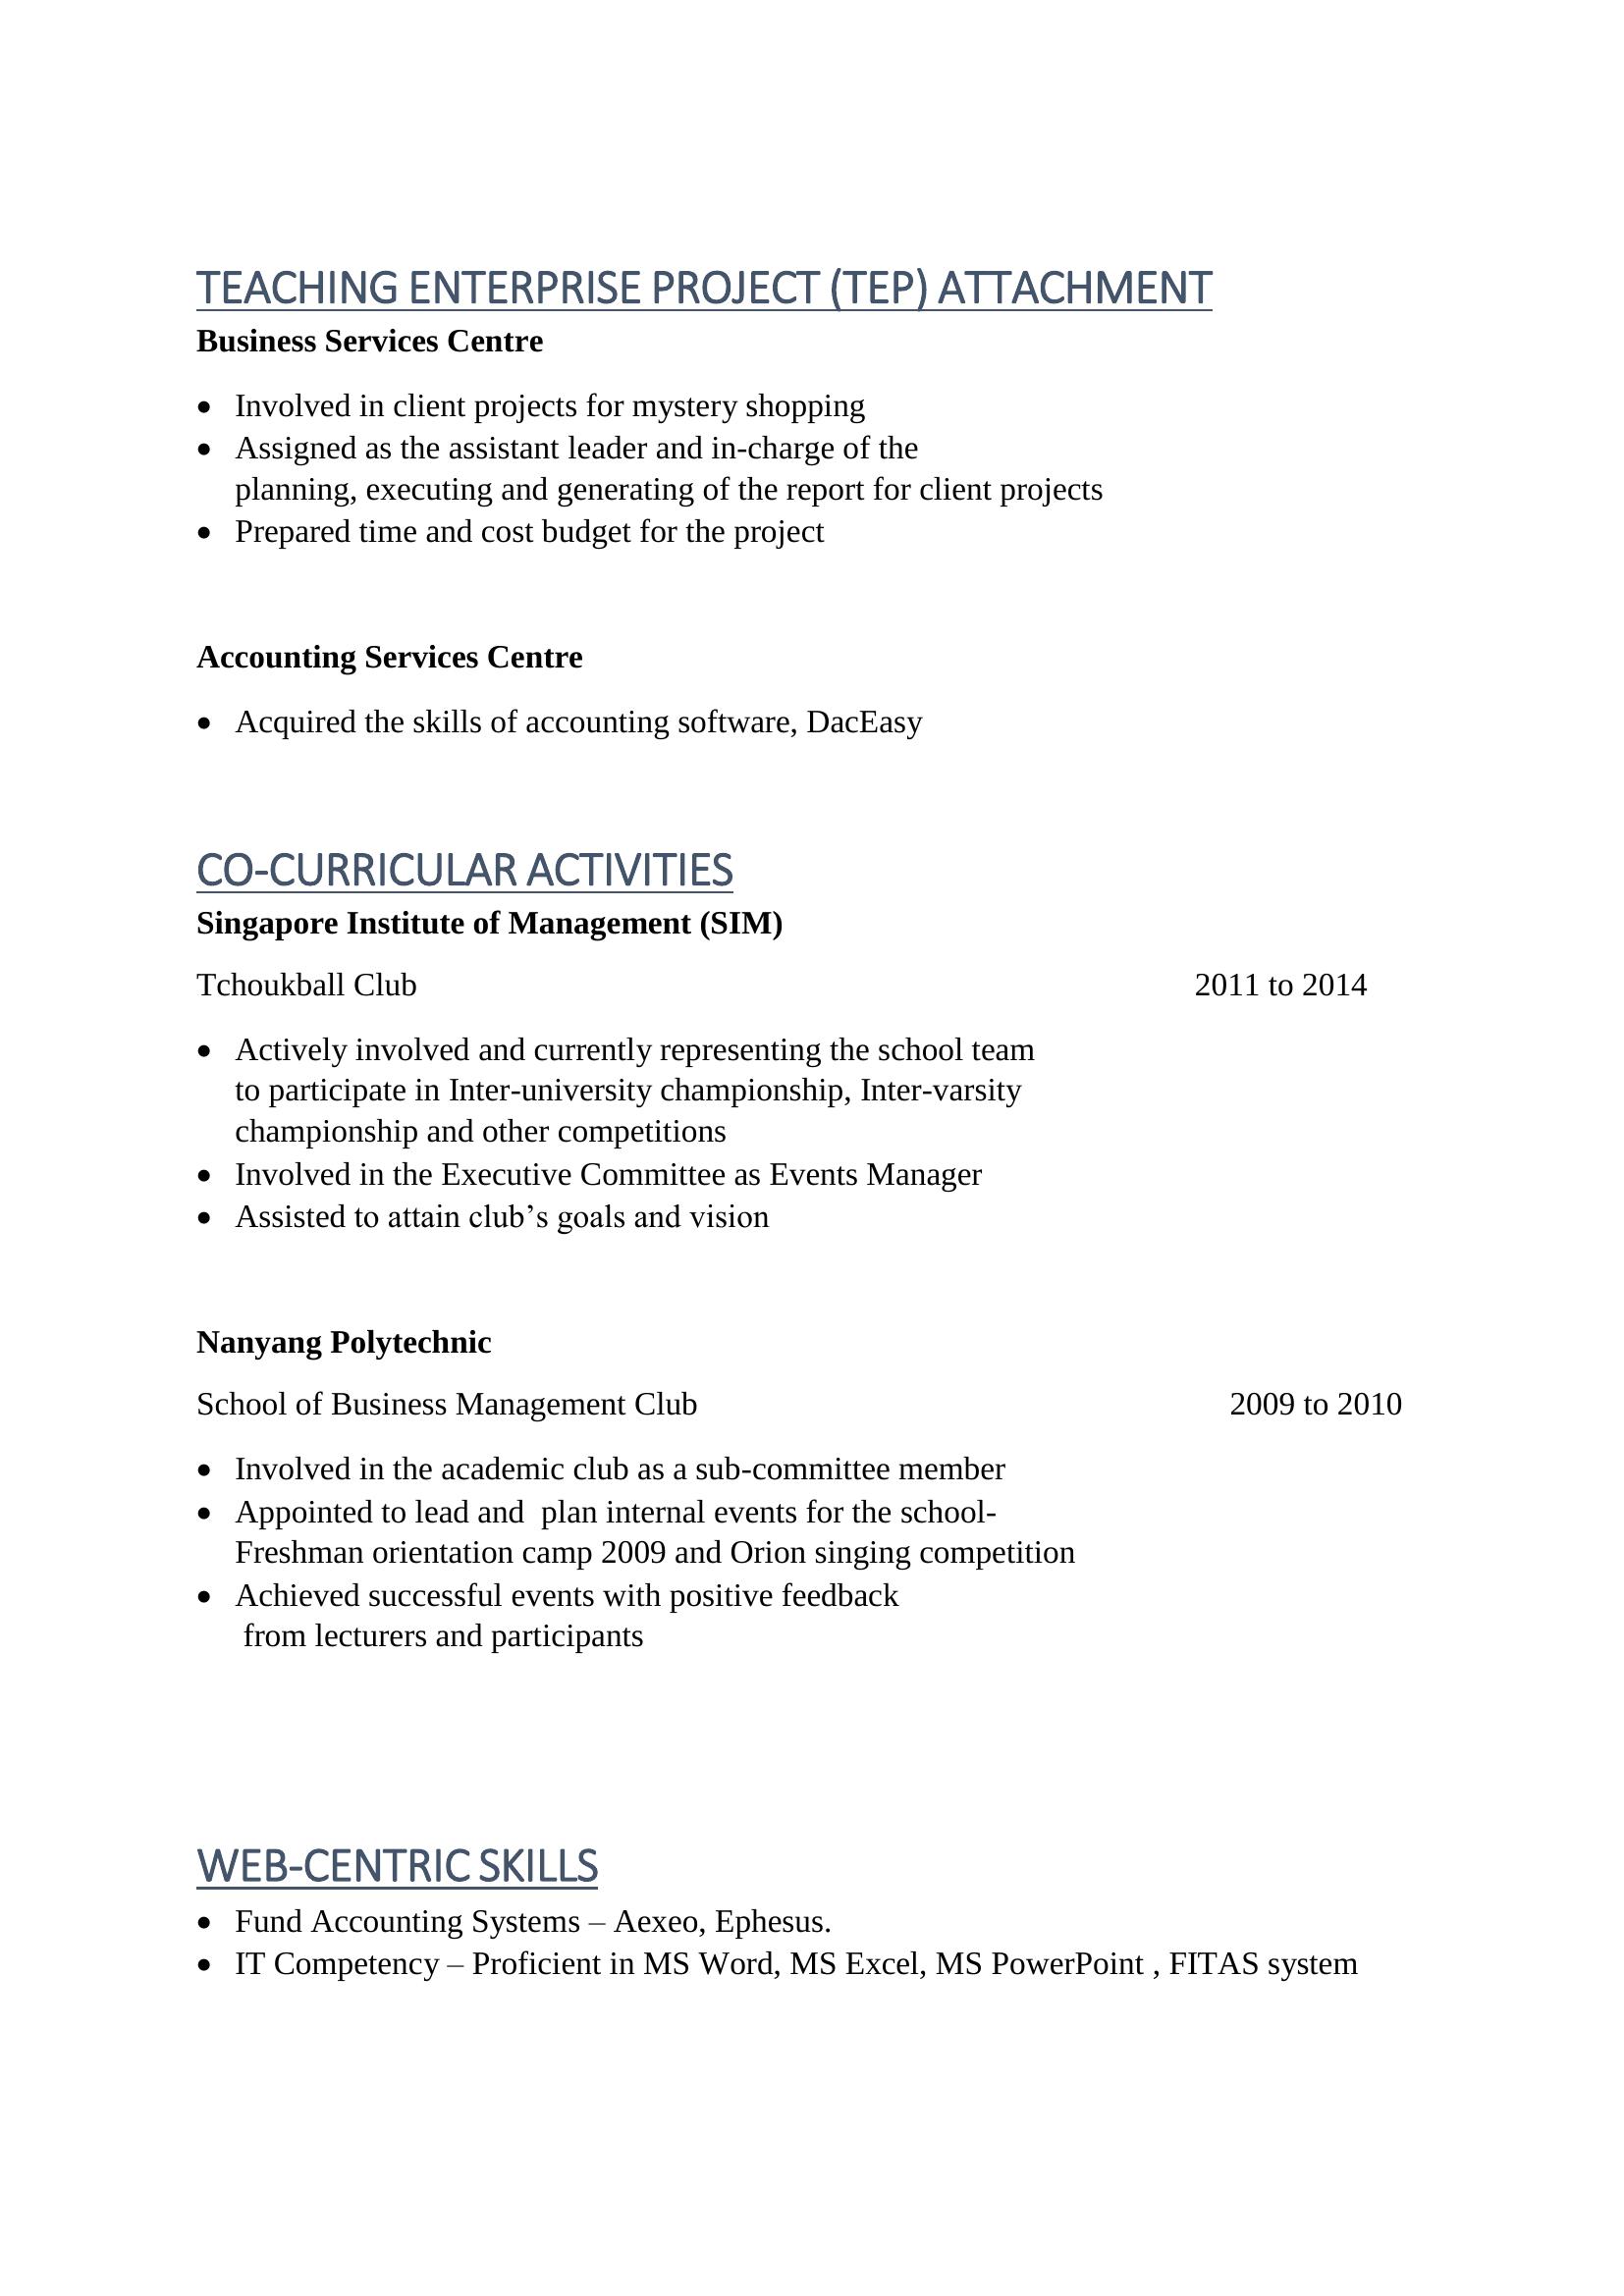 TEACHING ENTERPRISE PROJECT (TEP) ATTACHMENT
Business Services Centre
• Involved in client projects for mystery shopping
• Assigned as the assistant leader and in-charge of the
planning, executing and generating of the report for client projects
• Prepared time and cost budget for the project
Accounting Services Centre
• Acquired the skills of accounting software, DacEasy
CO-CURRICULAR ACTIVITIES
Singapore Institute of Management (SIM)
Tchoukball Club 2011 to 2014
• Actively involved and currently representing the school team
to participate in Inter-university championship, Inter-varsity
championship and other competitions
• Involved in the Executive Committee as Events Manager
• Assisted to attain club’s goals and vision
Nanyang Polytechnic
School of Business Management Club 2009 to 2010
• Involved in the academic club as a sub-committee member
• Appointed to lead and  plan internal events for the school-
Freshman orientation camp 2009 and Orion singing competition
• Achieved successful events with positive feedback
from lecturers and participants
WEB-CENTRIC SKILLS
• Fund Accounting Systems – Aexeo, Ephesus.
• IT Competency – Proficient in MS Word, MS Excel, MS PowerPoint , FITAS system